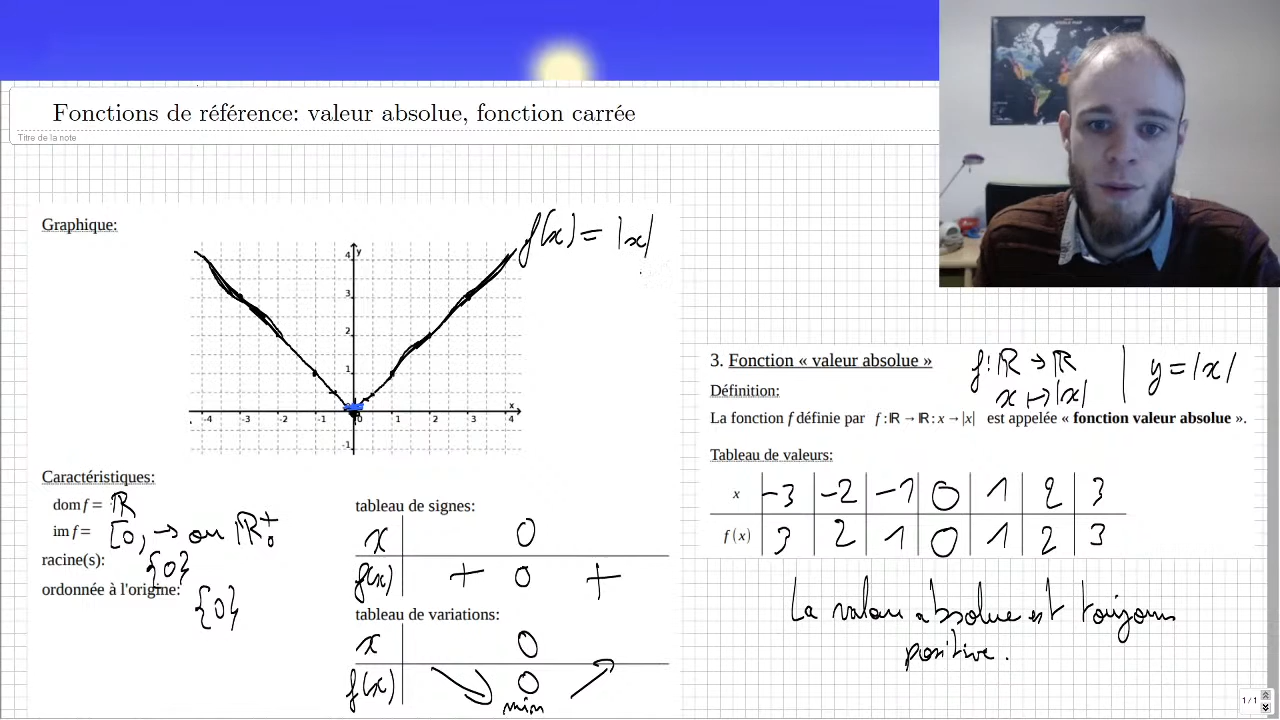 Fonctions de référence: valeur absolue, fonction carrée
Titre de la note
Graphique:
f(x) = |x|
y
4
3
2
1
-4 -3 -2 -1 0 1 2 3 4
x
-1
Caractéristiques:
dom f = ℝ
im f = [0, → ou ℝ₀⁺
racine(s): {0}
ordonnée à l'origine: {0}
tableau de signes:
x 0
f(x) + 0 +
tableau de variations:
x 0
f(x) ↘ 0 ↗
min
3. Fonction « valeur absolue »
f: ℝ → ℝ | y = |x|
x ↦ |x|
Définition:
La fonction f définie par f : ℝ → ℝ : x → |x| est appelée « fonction valeur absolue ».
Tableau de valeurs:
x -3 -2 -1 0 1 2 3
f(x) 3 2 1 0 1 2 3
La valeur absolue est toujours
positive.
1/1